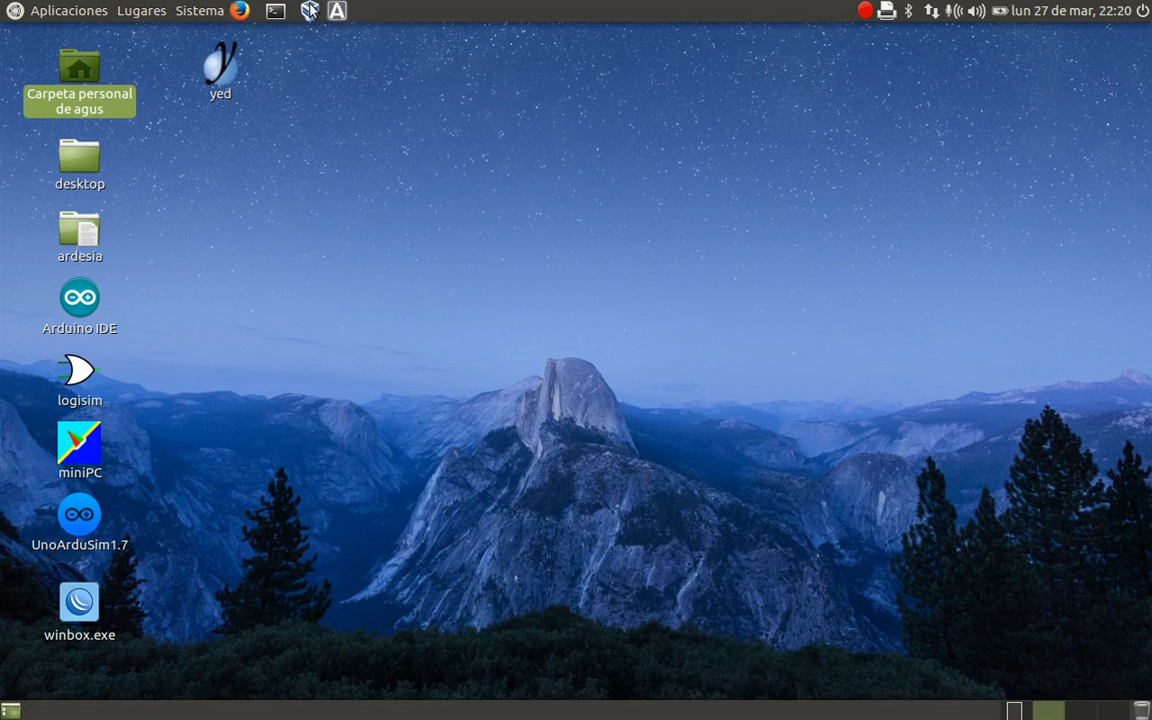 Aplicaciones Lugares Sistema
lun 27 de mar, 22:20
Carpeta personal
de agus
yed
desktop
ardesia
Arduino IDE
logisim
miniPC
UnoArduSim1.7
winbox.exe